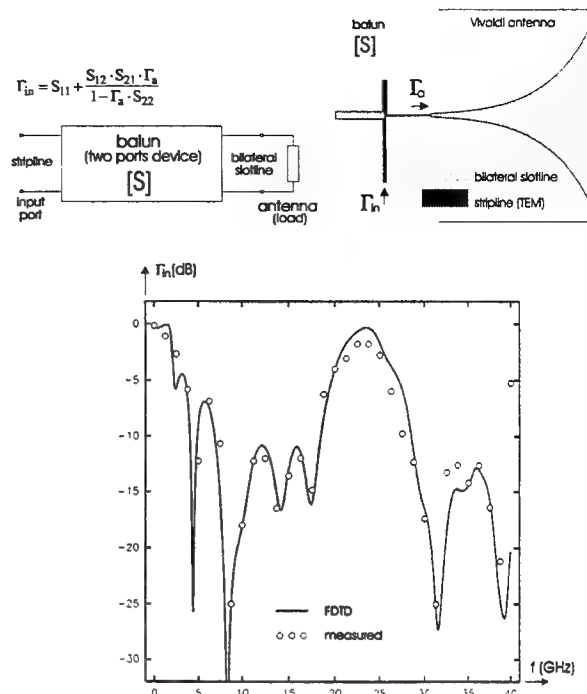 Γin = S11 + S12·S21·Γa / 1−Γa·S22
stripline
input
port
balun
(two ports device)
[S]
bilateral
slotline
antenna
(load)
balun
[S]
Vivaldi antenna
Γa
Γin
bilateral slotline
stripline (TEM)
Γin(dB)
0
−5
−10
−15
−20
−25
−30
FDTD
measured
f (GHz)
0 5 10 15 20 25 30 35 40